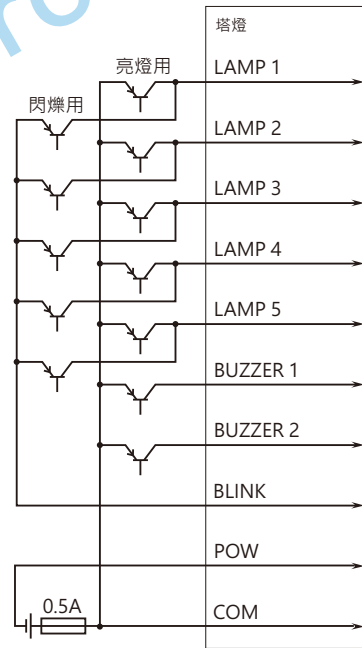 塔燈
亮燈用
LAMP 1
閃爍用
LAMP 2
LAMP 3
LAMP 4
LAMP 5
BUZZER 1
BUZZER 2
BLINK
POW
0.5A
COM